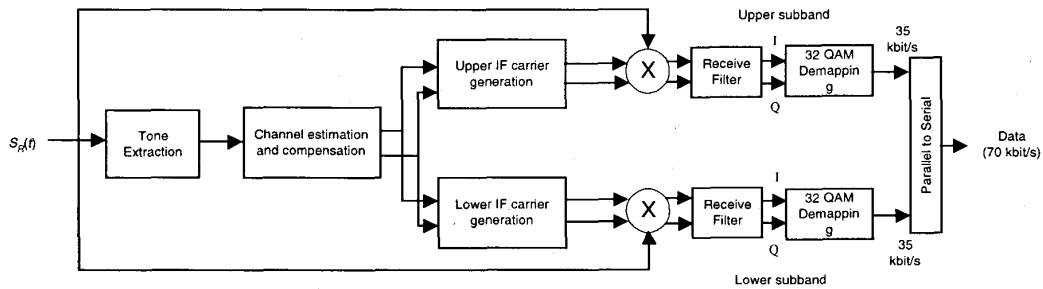 Upper subband
35
kbit/s
Upper IF carrier
generation
X
Receive
Filter
I
Q
32 QAM
Demappin
g
S_R(t)
Tone
Extraction
Channel estimation
and compensation
Parallel to Serial
Data
(70 kbit/s)
Lower IF carrier
generation
X
Receive
Filter
I
Q
32 QAM
Demappin
g
35
kbit/s
Lower subband